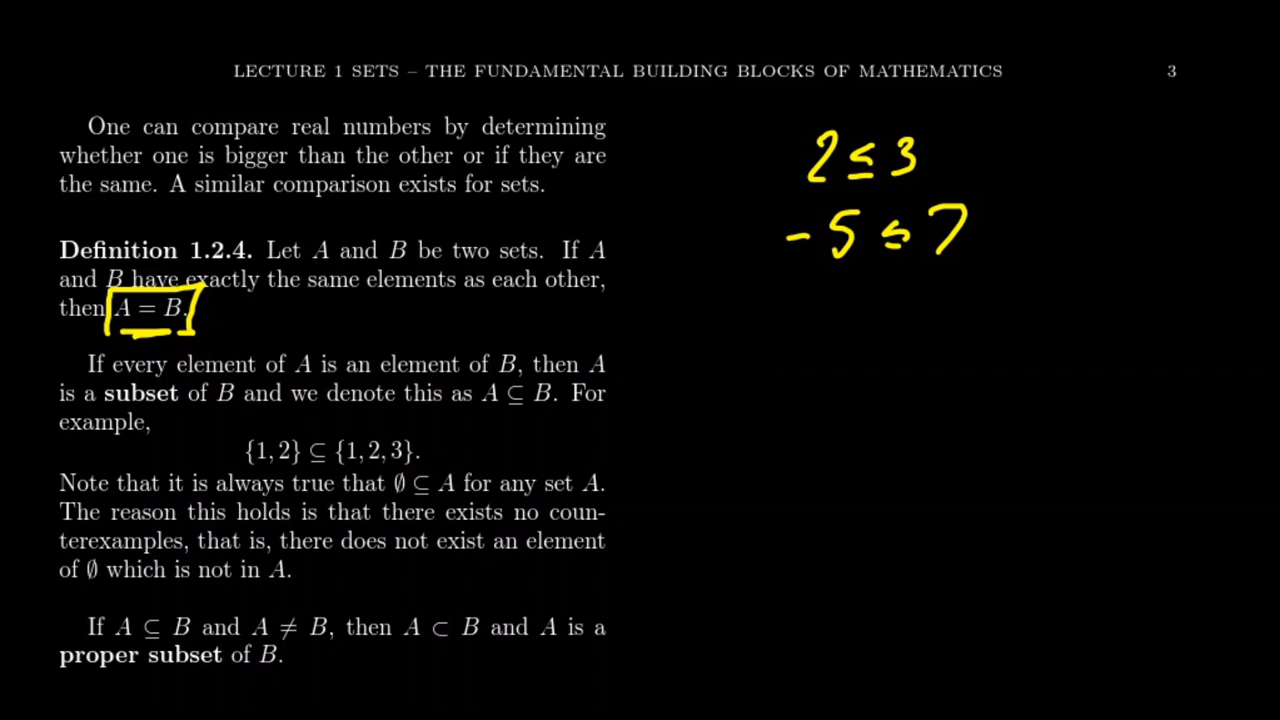 LECTURE 1 SETS – THE FUNDAMENTAL BUILDING BLOCKS OF MATHEMATICS 3
One can compare real numbers by determining
whether one is bigger than the other or if they are
the same. A similar comparison exists for sets.
Definition 1.2.4. Let A and B be two sets. If A
and B have exactly the same elements as each other,
then A = B.
If every element of A is an element of B, then A
is a subset of B and we denote this as A ⊆ B. For
example,
{1, 2} ⊆ {1, 2, 3}.
Note that it is always true that ∅ ⊆ A for any set A.
The reason this holds is that there exists no coun-
terexamples, that is, there does not exist an element
of ∅ which is not in A.
If A ⊆ B and A ≠ B, then A ⊂ B and A is a
proper subset of B.
2 ≤ 3
-5 ≤ 7